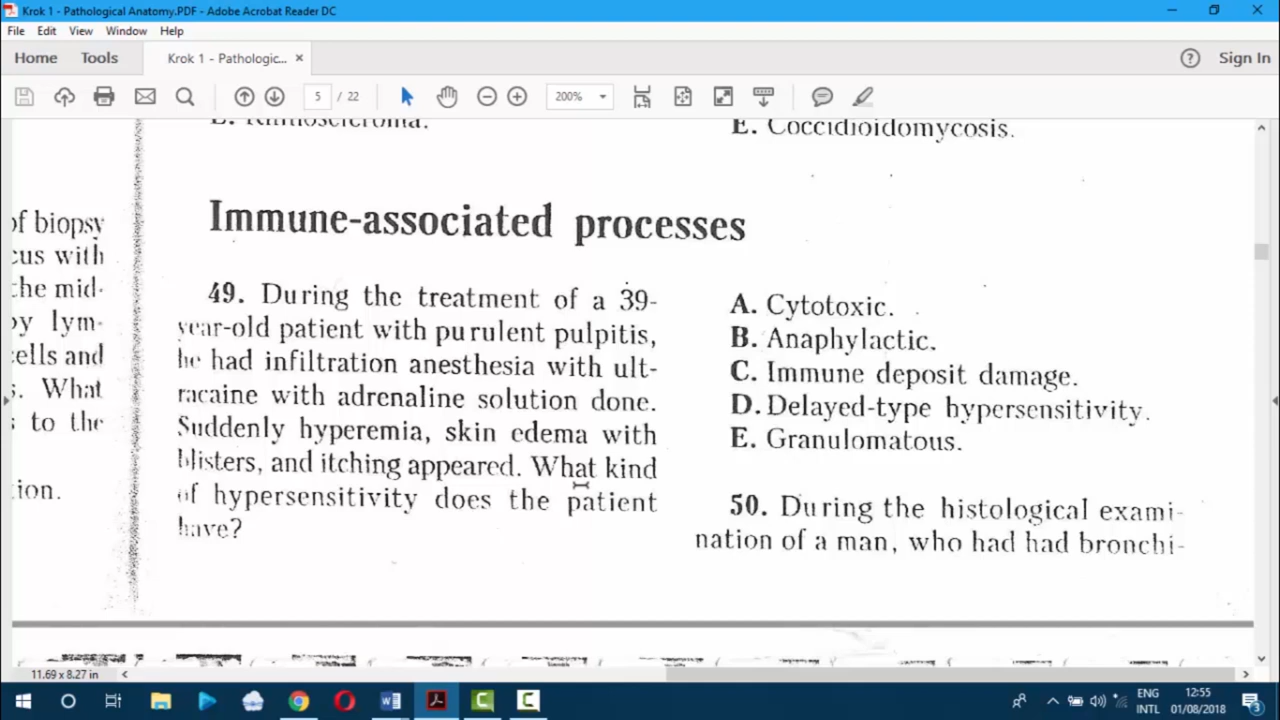 Krok 1 - Pathological Anatomy.PDF - Adobe Acrobat Reader DC
File Edit View Window Help
Home Tools Krok 1 - Pathologic... × Sign In
5 / 22 200%
E. Rhinoscleroma.
E. Coccidioidomycosis.
of biopsy
cus with
the mid-
by lym-
cells and
s. What
s to the
ion.
Immune-associated processes
49. During the treatment of a 39-
year-old patient with purulent pulpitis,
he had infiltration anesthesia with ult-
racaine with adrenaline solution done.
Suddenly hyperemia, skin edema with
blisters, and itching appeared. What kind
of hypersensitivity does the patient
have?
A. Cytotoxic.
B. Anaphylactic.
C. Immune deposit damage.
D. Delayed-type hypersensitivity.
E. Granulomatous.
50. During the histological exami-
nation of a man, who had had bronchi-
11.69 x 8.27 in
ENG
INTL
12:55
01/08/2018
3